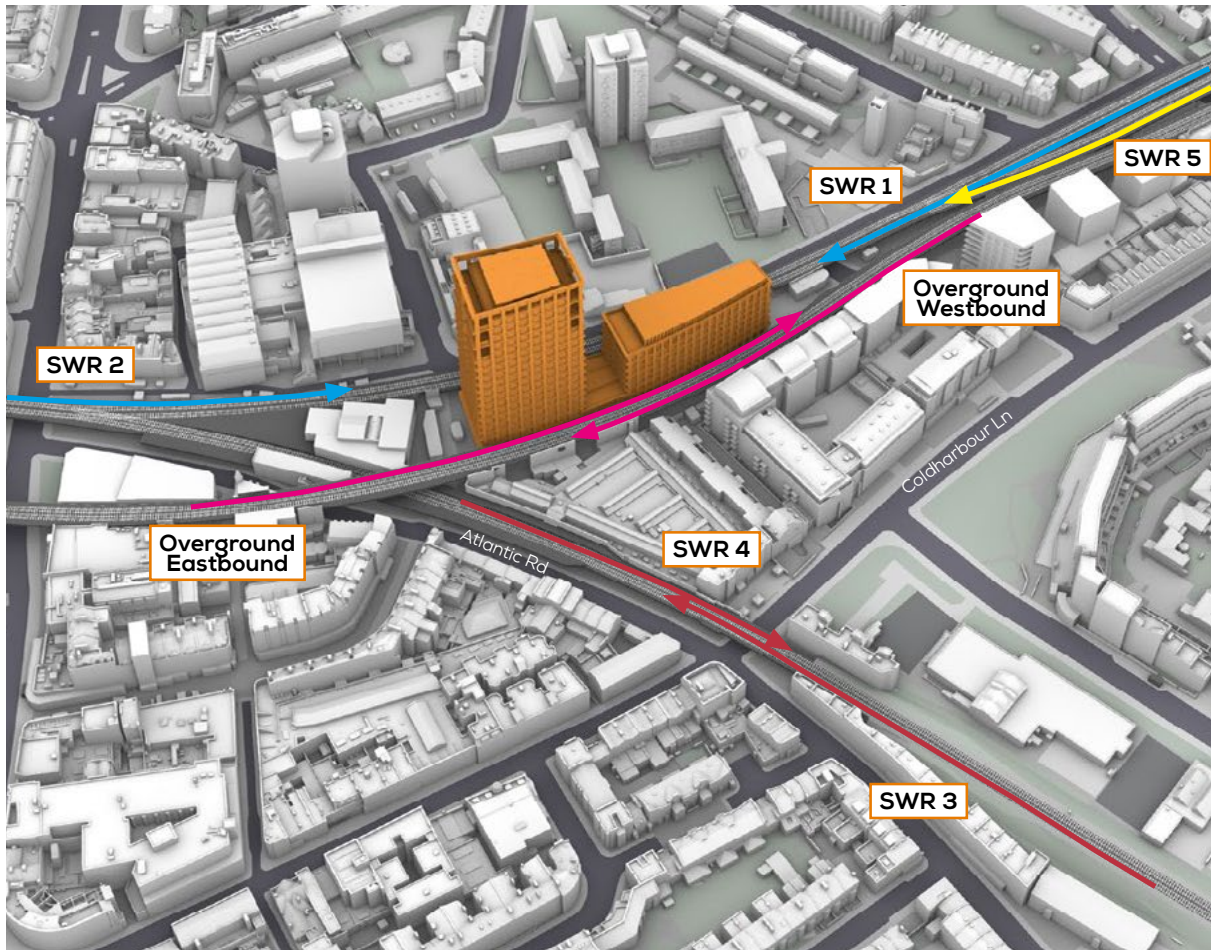 SWR 5
SWR 1
Overground
Westbound
SWR 2
Coldharbour Ln
Overground
Eastbound
Atlantic Rd
SWR 4
SWR 3